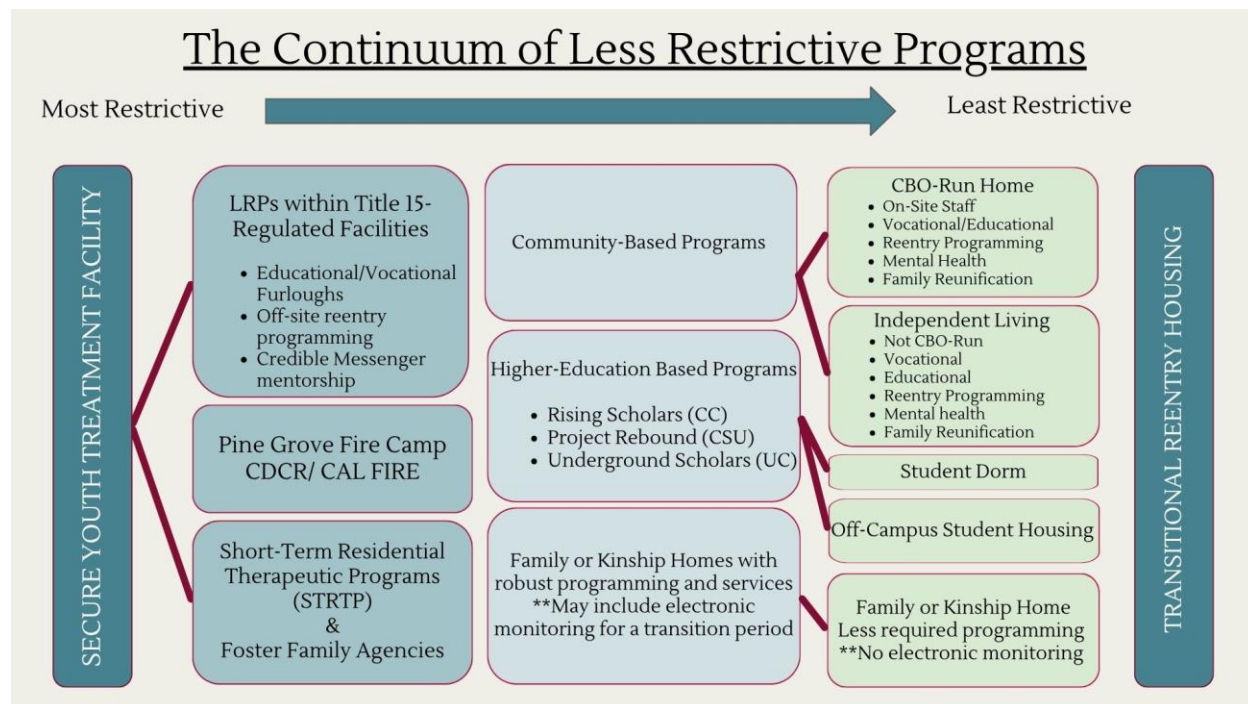 The Continuum of Less Restrictive Programs
Most Restrictive
Least Restrictive
SECURE YOUTH TREATMENT FACILITY
LRPs within Title 15-
Regulated Facilities
• Educational/Vocational
Furloughs
• Off-site reentry
programming
• Credible Messenger
mentorship
Pine Grove Fire Camp
CDCR/ CAL FIRE
Short-Term Residential
Therapeutic Programs
(STRTP)
&
Foster Family Agencies
Community-Based Programs
Higher-Education Based Programs
• Rising Scholars (CC)
• Project Rebound (CSU)
• Underground Scholars (UC)
Family or Kinship Homes with
robust programming and services
**May include electronic
monitoring for a transition period
CBO-Run Home
• On-Site Staff
• Vocational/Educational
• Reentry Programming
• Mental Health
• Family Reunification
Independent Living
• Not CBO-Run
• Vocational
• Educational
• Reentry Programming
• Mental health
• Family Reunification
Student Dorm
Off-Campus Student Housing
Family or Kinship Home
Less required programming
**No electronic monitoring
TRANSITIONAL REENTRY HOUSING